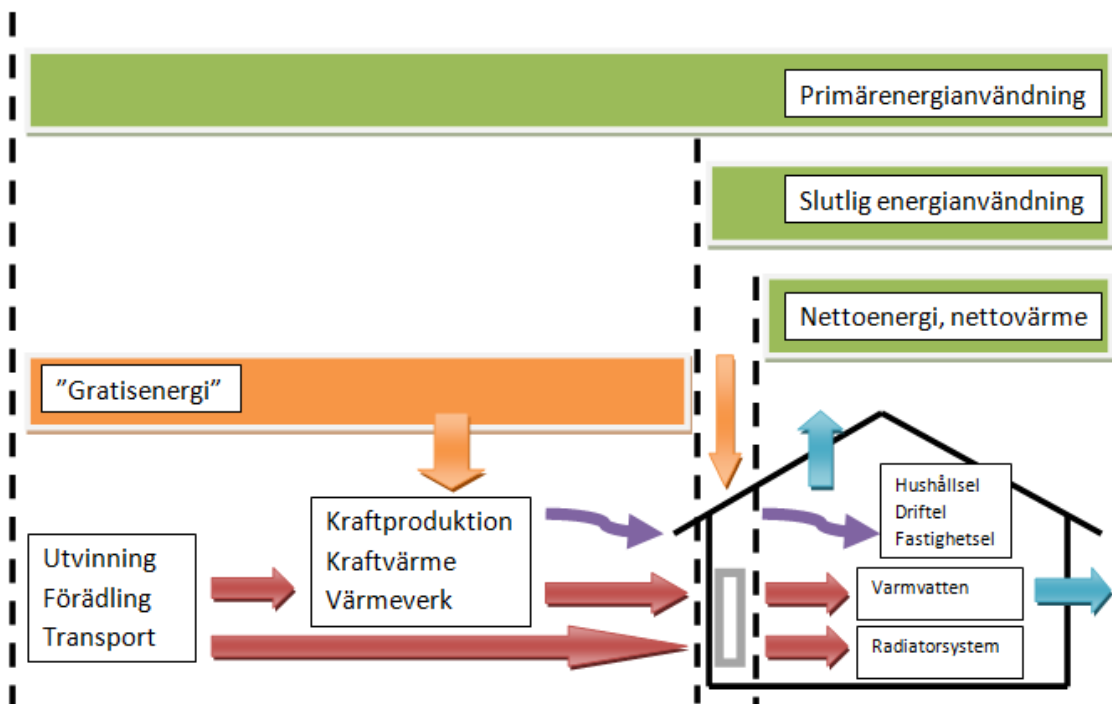 Primärenergianvändning
Slutlig energianvändning
Nettoenergi, nettovärme
”Gratisenergi”
Utvinning
Förädling
Transport
Kraftproduktion
Kraftvärme
Värmeverk
Hushållsel
Driftel
Fastighetsel
Varmvatten
Radiatorsystem